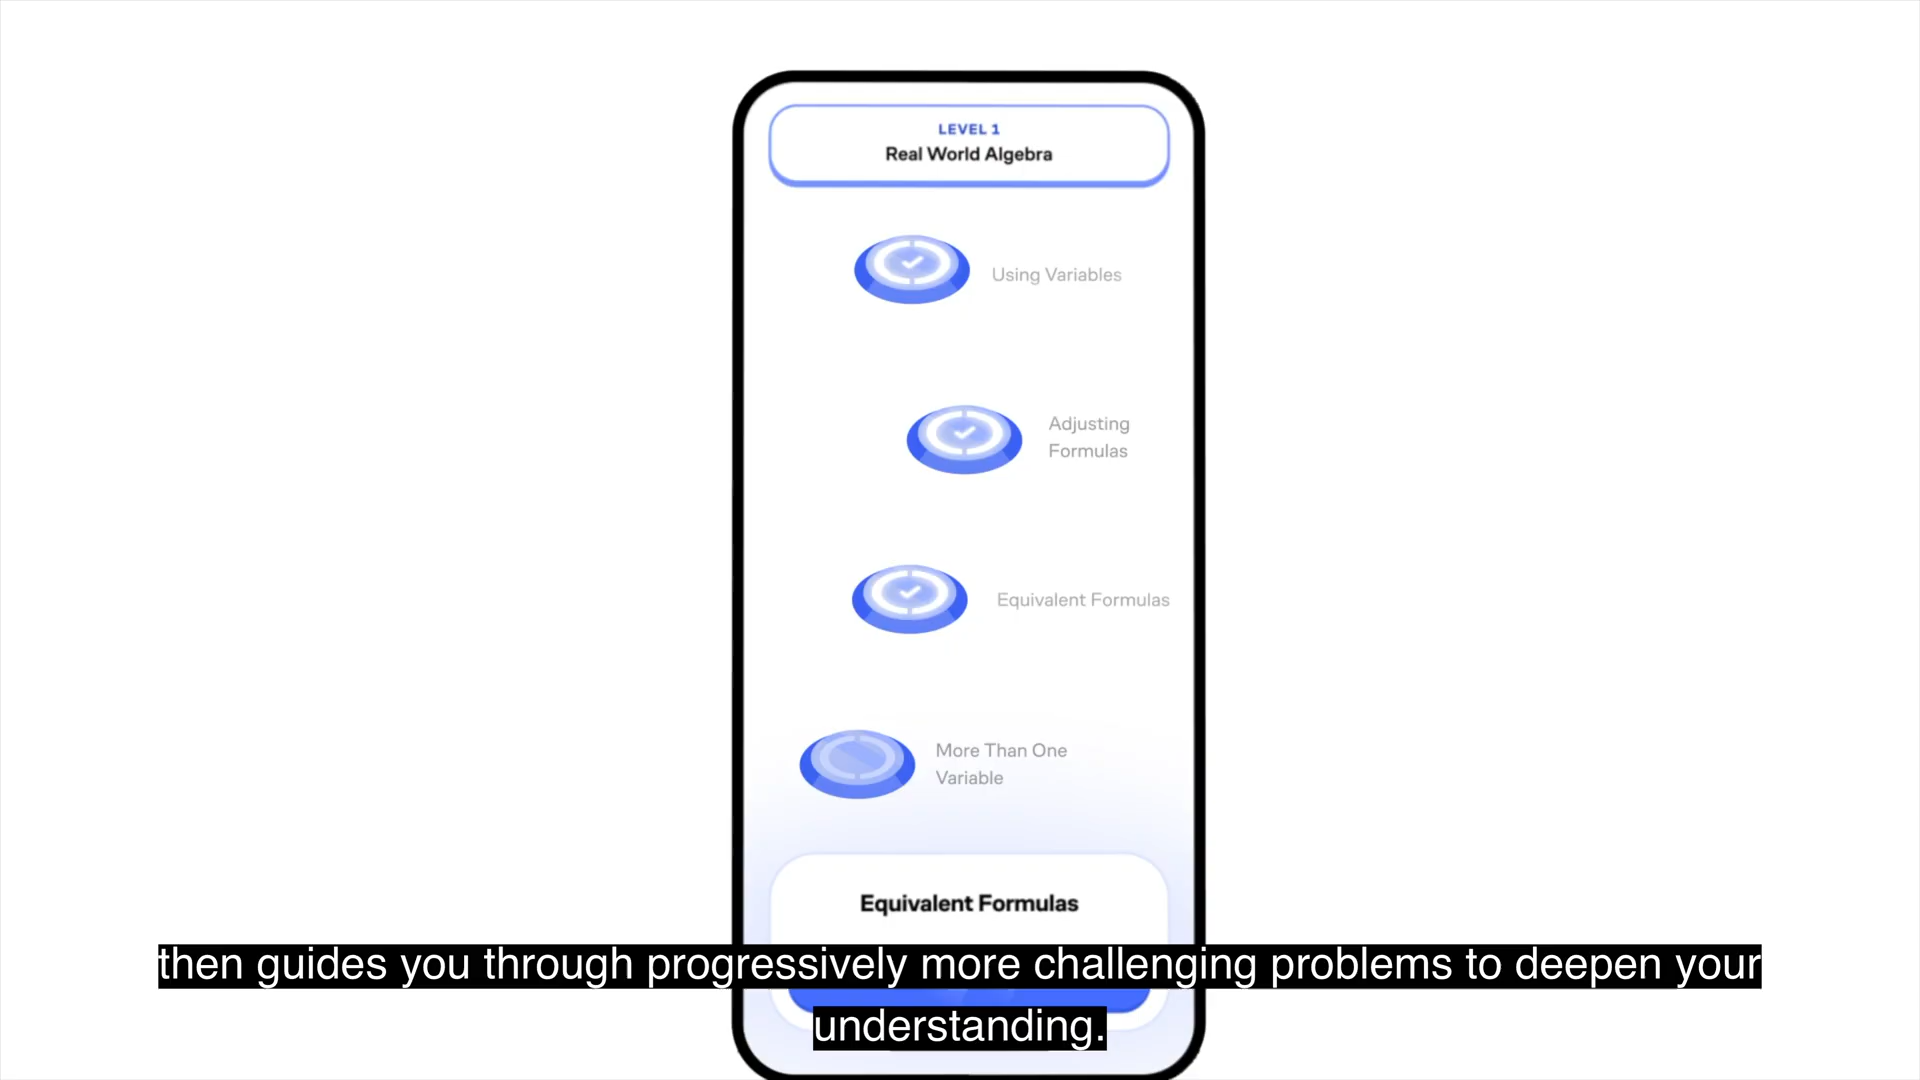 LEVEL 1
Real World Algebra
Using Variables
Adjusting
Formulas
Equivalent Formulas
More Than One
Variable
Equivalent Formulas
then guides you through progressively more challenging problems to deepen your
understanding.